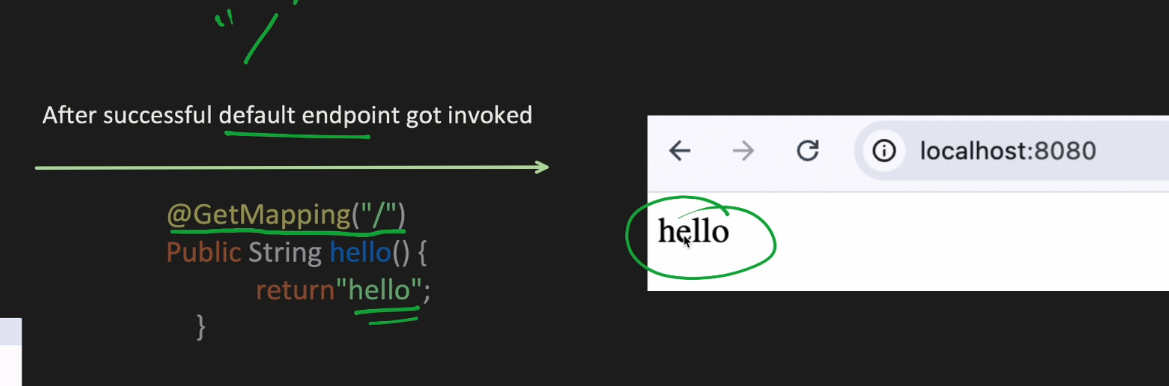 "/"
After successful default endpoint got invoked
localhost:8080
@GetMapping("/")
hello
Public String hello() {
return"hello";
}